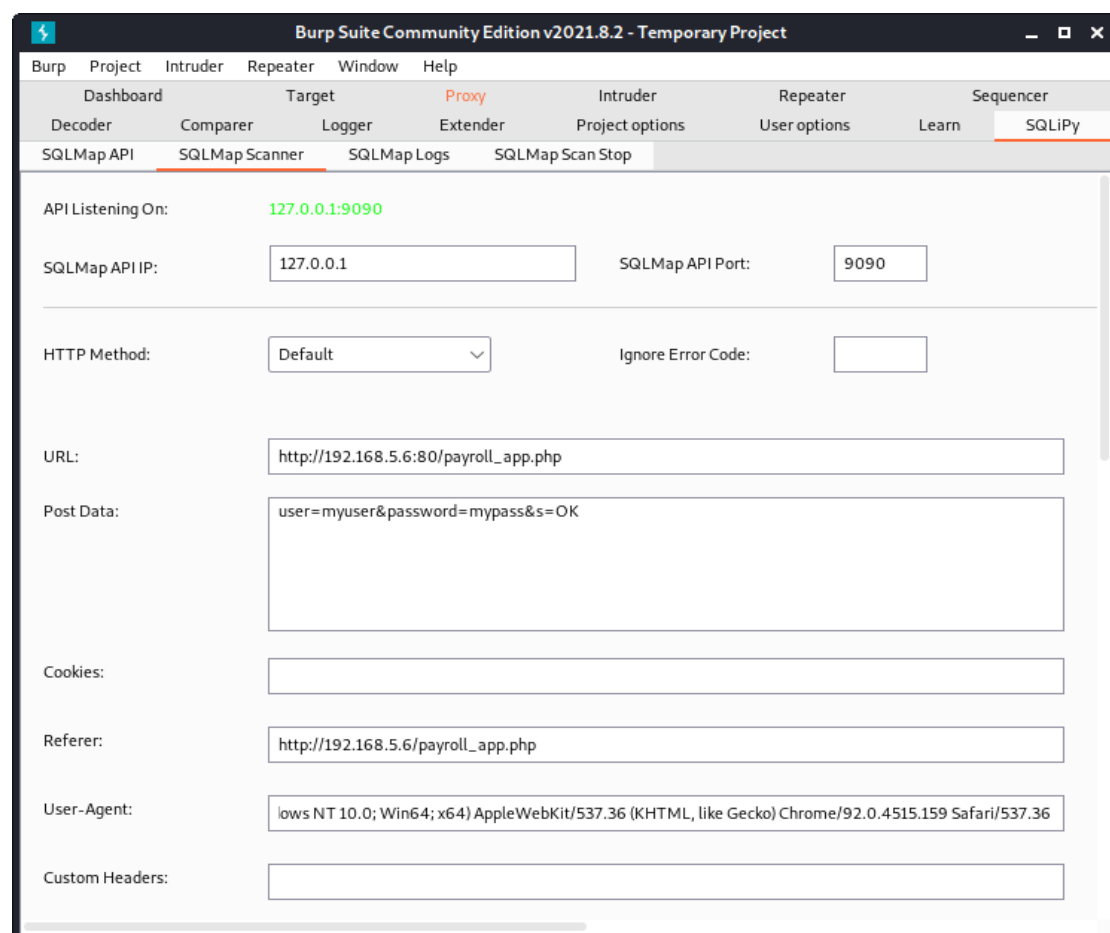 Burp Suite Community Edition v2021.8.2 - Temporary Project
Burp Project Intruder Repeater Window Help
Dashboard Target Proxy Intruder Repeater Sequencer
Decoder Comparer Logger Extender Project options User options Learn SQLiPy
SQLMap API SQLMap Scanner SQLMap Logs SQLMap Scan Stop
API Listening On: 127.0.0.1:9090
SQLMap API IP: 127.0.0.1 SQLMap API Port: 9090
HTTP Method: Default Ignore Error Code:
URL: http://192.168.5.6:80/payroll_app.php
Post Data: user=myuser&password=mypass&s=OK
Cookies:
Referer: http://192.168.5.6/payroll_app.php
User-Agent: lows NT 10.0; Win64; x64) AppleWebKit/537.36 (KHTML, like Gecko) Chrome/92.0.4515.159 Safari/537.36
Custom Headers: